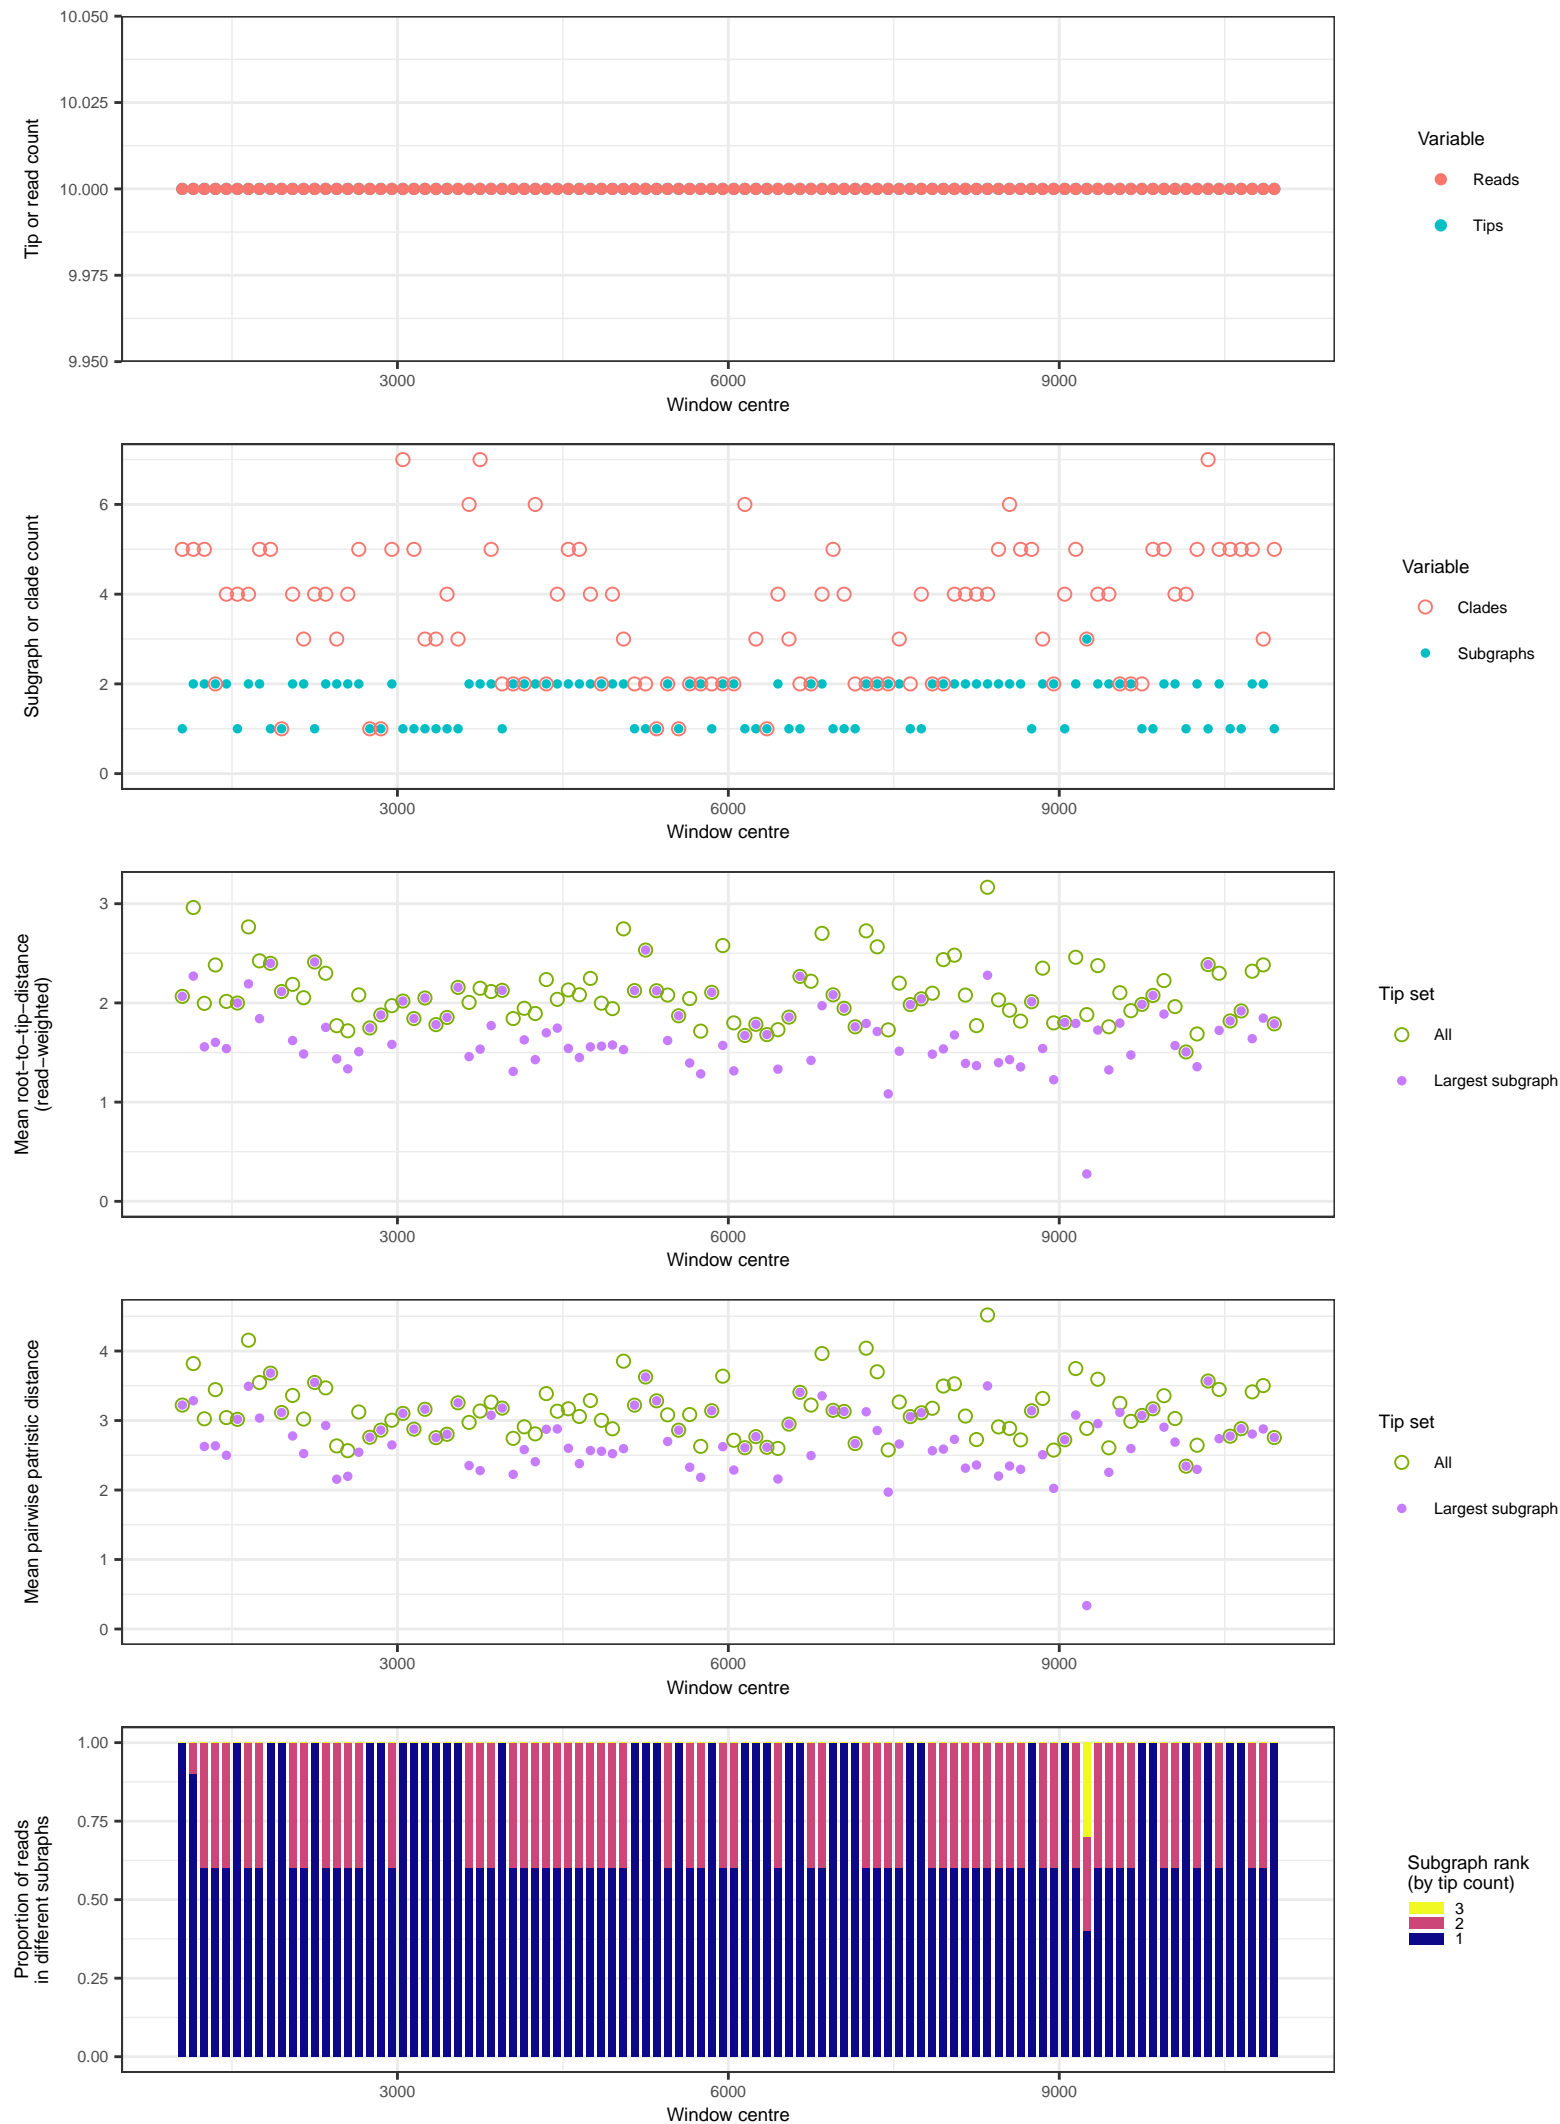 10.050
10.025
10.000
9.975
9.950
Tip or read count
3000
6000
9000
Window centre
Variable
Reads
Tips
6
4
2
0
Subgraph or clade count
3000
6000
9000
Window centre
Variable
Clades
Subgraphs
3
2
1
0
Mean root−to−tip−distance
(read−weighted)
3000
6000
9000
Window centre
Tip set
All
Largest subgraph
4
3
2
1
0
Mean pairwise patristic distance
3000
6000
9000
Window centre
Tip set
All
Largest subgraph
1.00
0.75
0.50
0.25
0.00
Proportion of reads
in different subraphs
3000
6000
9000
Window centre
Subgraph rank
(by tip count)
3
2
1